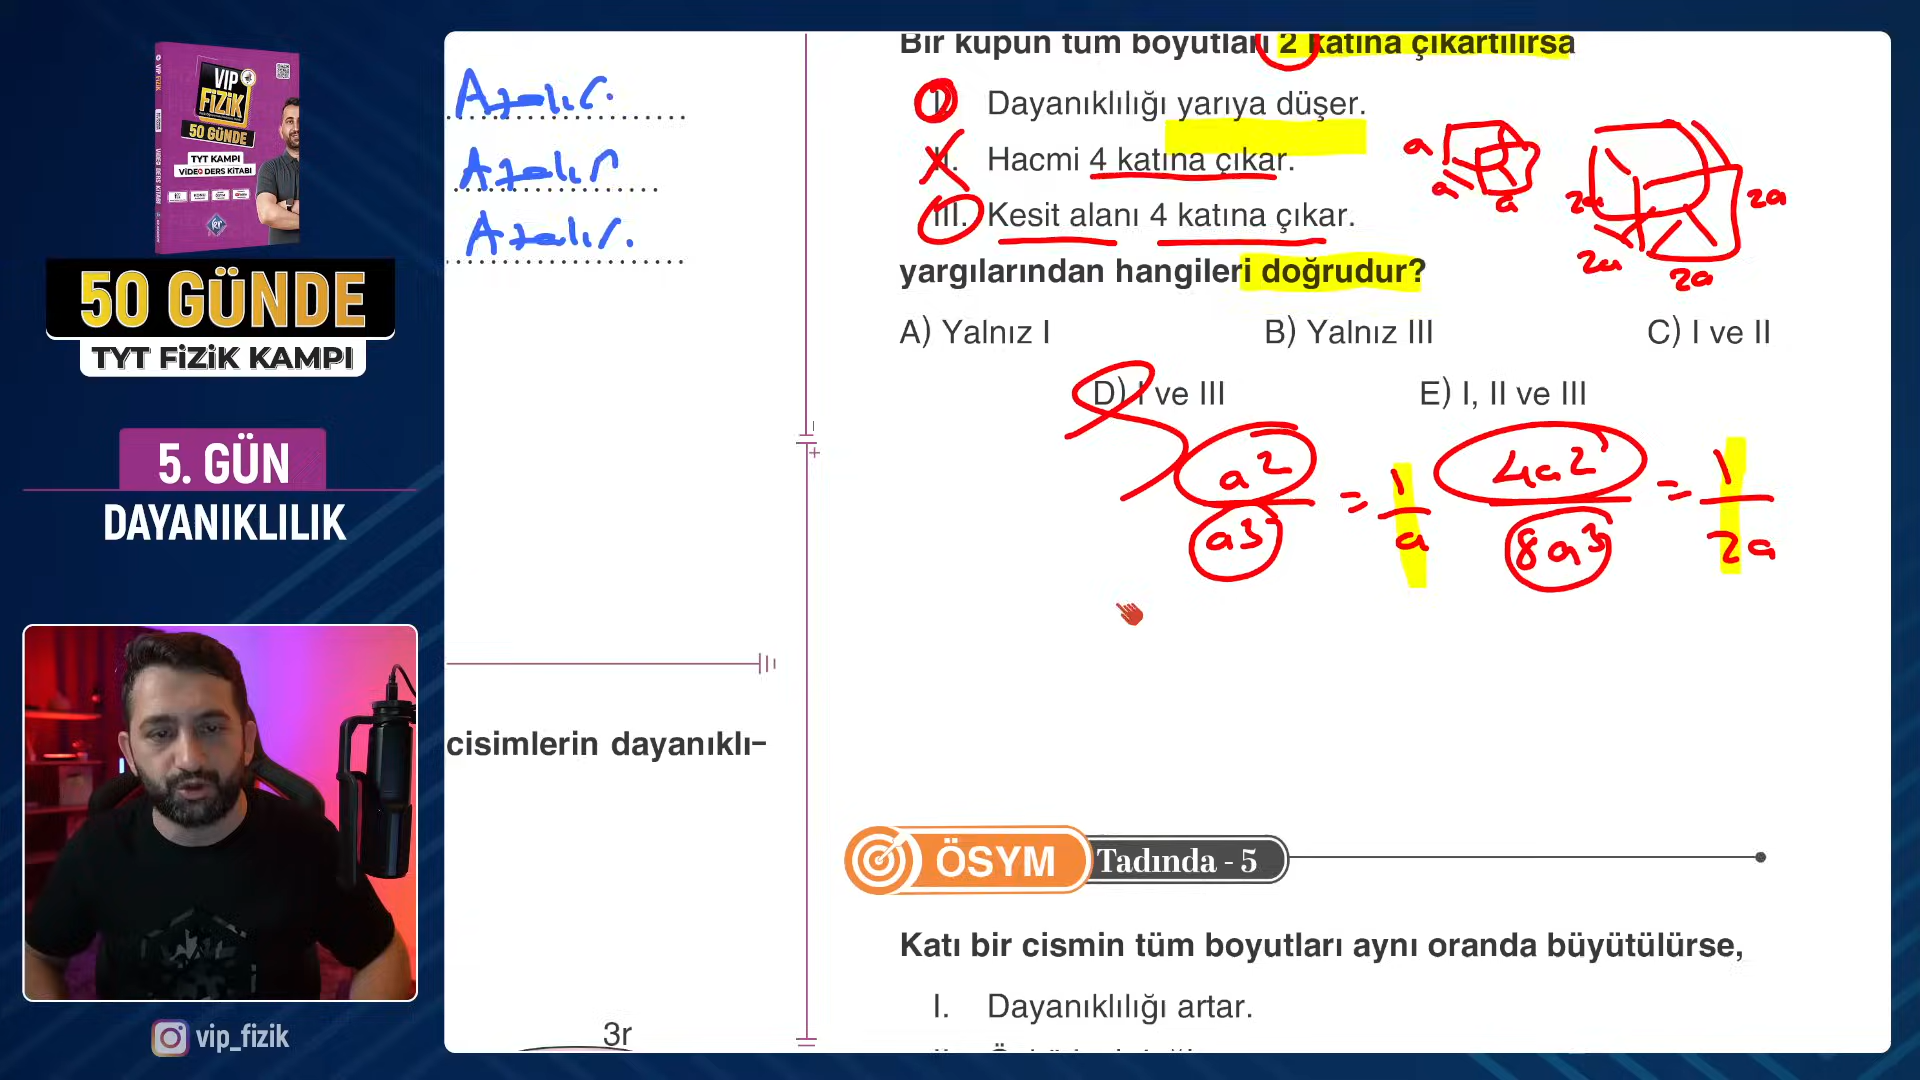 VIP
FİZİK
50 GÜNDE
TYT KAMPI
VİDEO DERS KİTABI
50 GÜNDE
TYT FİZİK KAMPI
5. GÜN
DAYANIKLILIK
vip_fizik
Azalır.
Azalır
Azalır.
cisimlerin dayanıklı-
3r
Bir küpün tüm boyutları 2 katına çıkartılırsa
I. Dayanıklılığı yarıya düşer.
II. Hacmi 4 katına çıkar.
III. Kesit alanı 4 katına çıkar.
yargılarından hangileri doğrudur?
A) Yalnız I B) Yalnız III C) I ve II
D) I ve III E) I, II ve III
a
a
a
2a
2a
2a
2a
a2 / a3 = 1 / a
4a2 / 8a3 = 1 / 2a
ÖSYM Tadında - 5
Katı bir cismin tüm boyutları aynı oranda büyütülürse,
I. Dayanıklılığı artar.